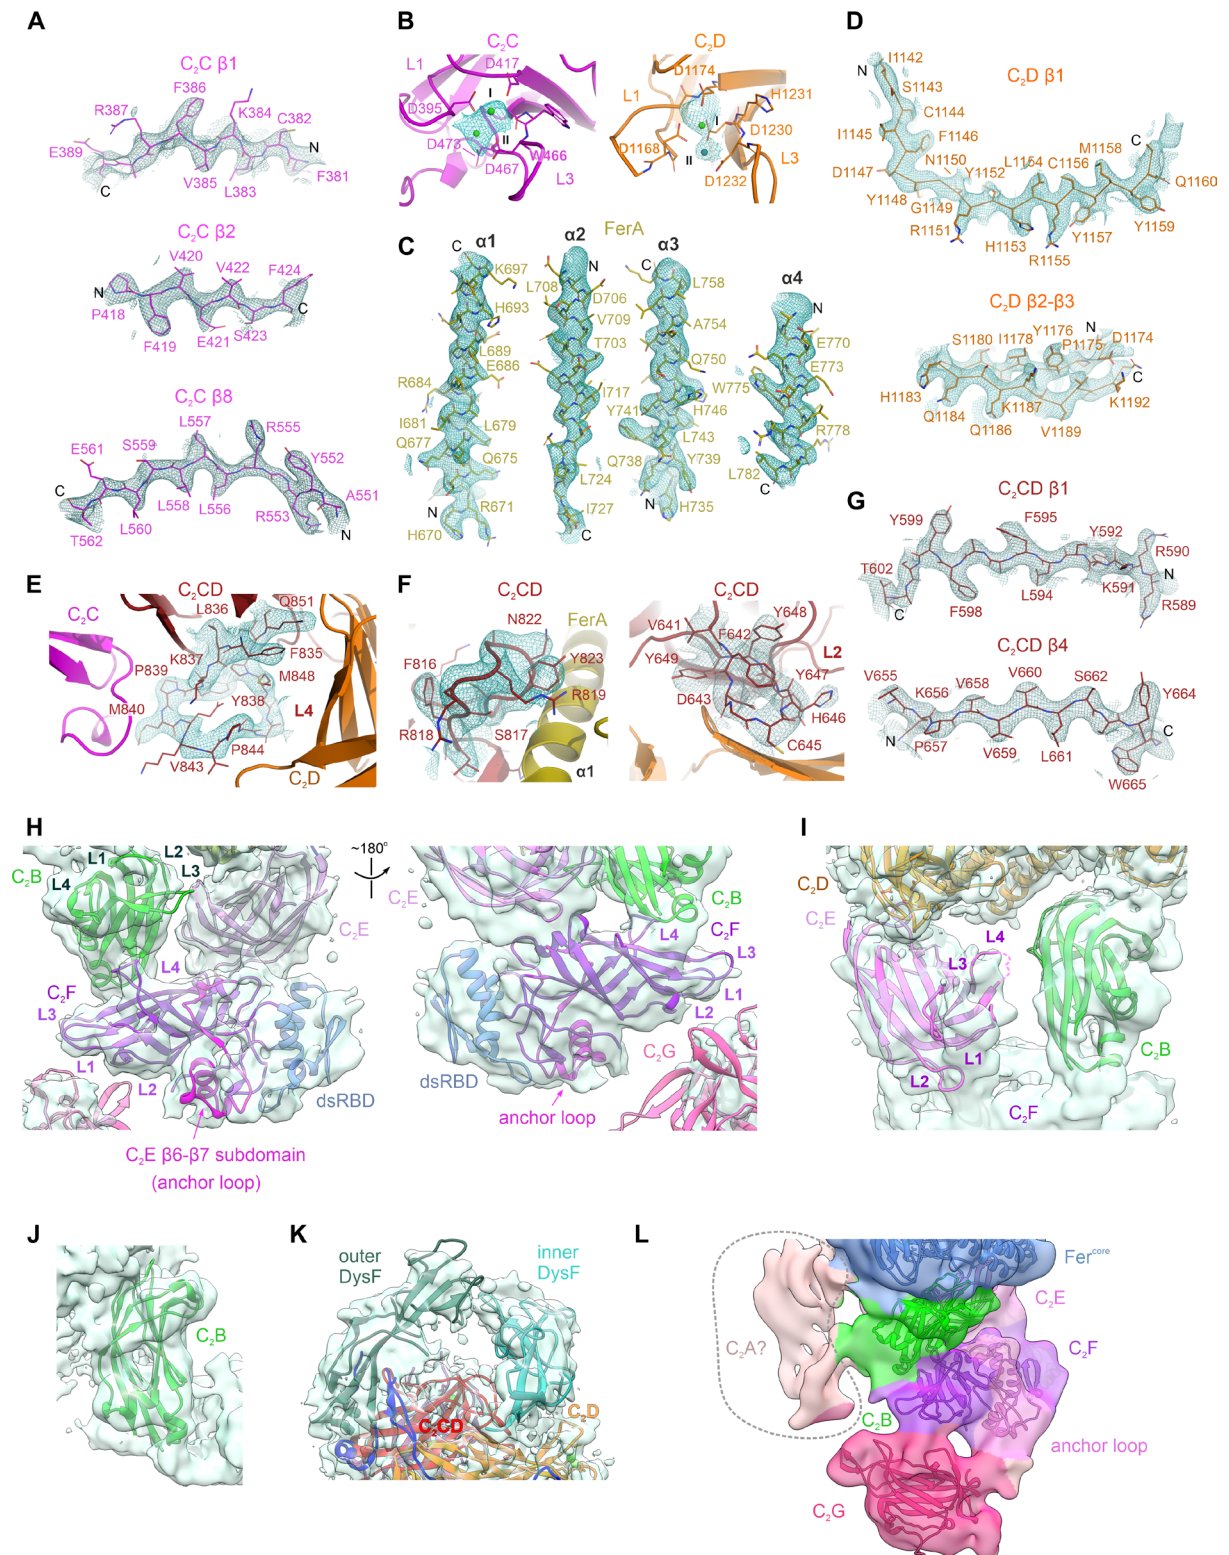 A
C₂C β1
F386
R387
K384
C382
E389
N
C
V385
L383
F381
C₂C β2
V420
V422
F424
N
C
P418
F419
E421
S423
C₂C β8
L557
R555
S559
E561
Y552
C
A551
L558
L556
L560
R553
T562
N
B
C₂C
L1
D417
I
D395
II
D473
W466
D467
L3
C₂D
D1174
L1
H1231
I
D1230
D1168
II
L3
D1232
C
FerA
C
α1
K697
H693
L689
E686
R684
I681
L679
Q677
Q675
N
R671
H670
α2
N
L708
D706
V709
T703
I717
L724
I727
C
α3
C
L758
A754
Q750
Y741
H746
L743
Q738
Y739
N
H735
α4
N
E770
E773
W775
R778
L782
C
D
I1142
N
C₂D β1
S1143
C1144
I1145
F1146
C
M1158
N1150
L1154
C1156
D1147
Y1152
Q1160
Y1148
G1149
R1151
Y1159
H1153
Y1157
R1155
C₂D β2-β3
N
Y1176
S1180
I1178
P1175
D1174
C
H1183
K1187
K1192
Q1184
Q1186
V1189
E
C₂CD
C₂C
L836
Q851
K837
F835
P839
M848
M840
Y838
L4
P844
V843
C₂D
F
C₂CD
N822
FerA
F816
Y823
R819
R818
S817
α1
C₂CD
Y648
V641
F642
L2
Y649
Y647
D643
H646
C645
G
C₂CD β1
Y599
F595
Y592
R590
T602
N
K591
C
L594
F598
R589
C₂CD β4
V660
S662
V655
K656
V658
Y664
N
C
P657
V659
L661
W665
H
L1
L2
C₂B
L3
L4
C₂E
L4
C₂F
L3
L1
L2
dsRBD
C₂E β6-β7 subdomain
(anchor loop)
~180°
C₂E
C₂B
L4
C₂F
L3
L1
L2
C₂G
dsRBD
anchor loop
I
C₂D
C₂E
L4
L3
L1
C₂B
L2
C₂F
J
C₂B
K
outer
DysF
inner
DysF
C₂CD
C₂D
L
Fer^core
C₂E
C₂A?
C₂F
C₂B
anchor loop
C₂G